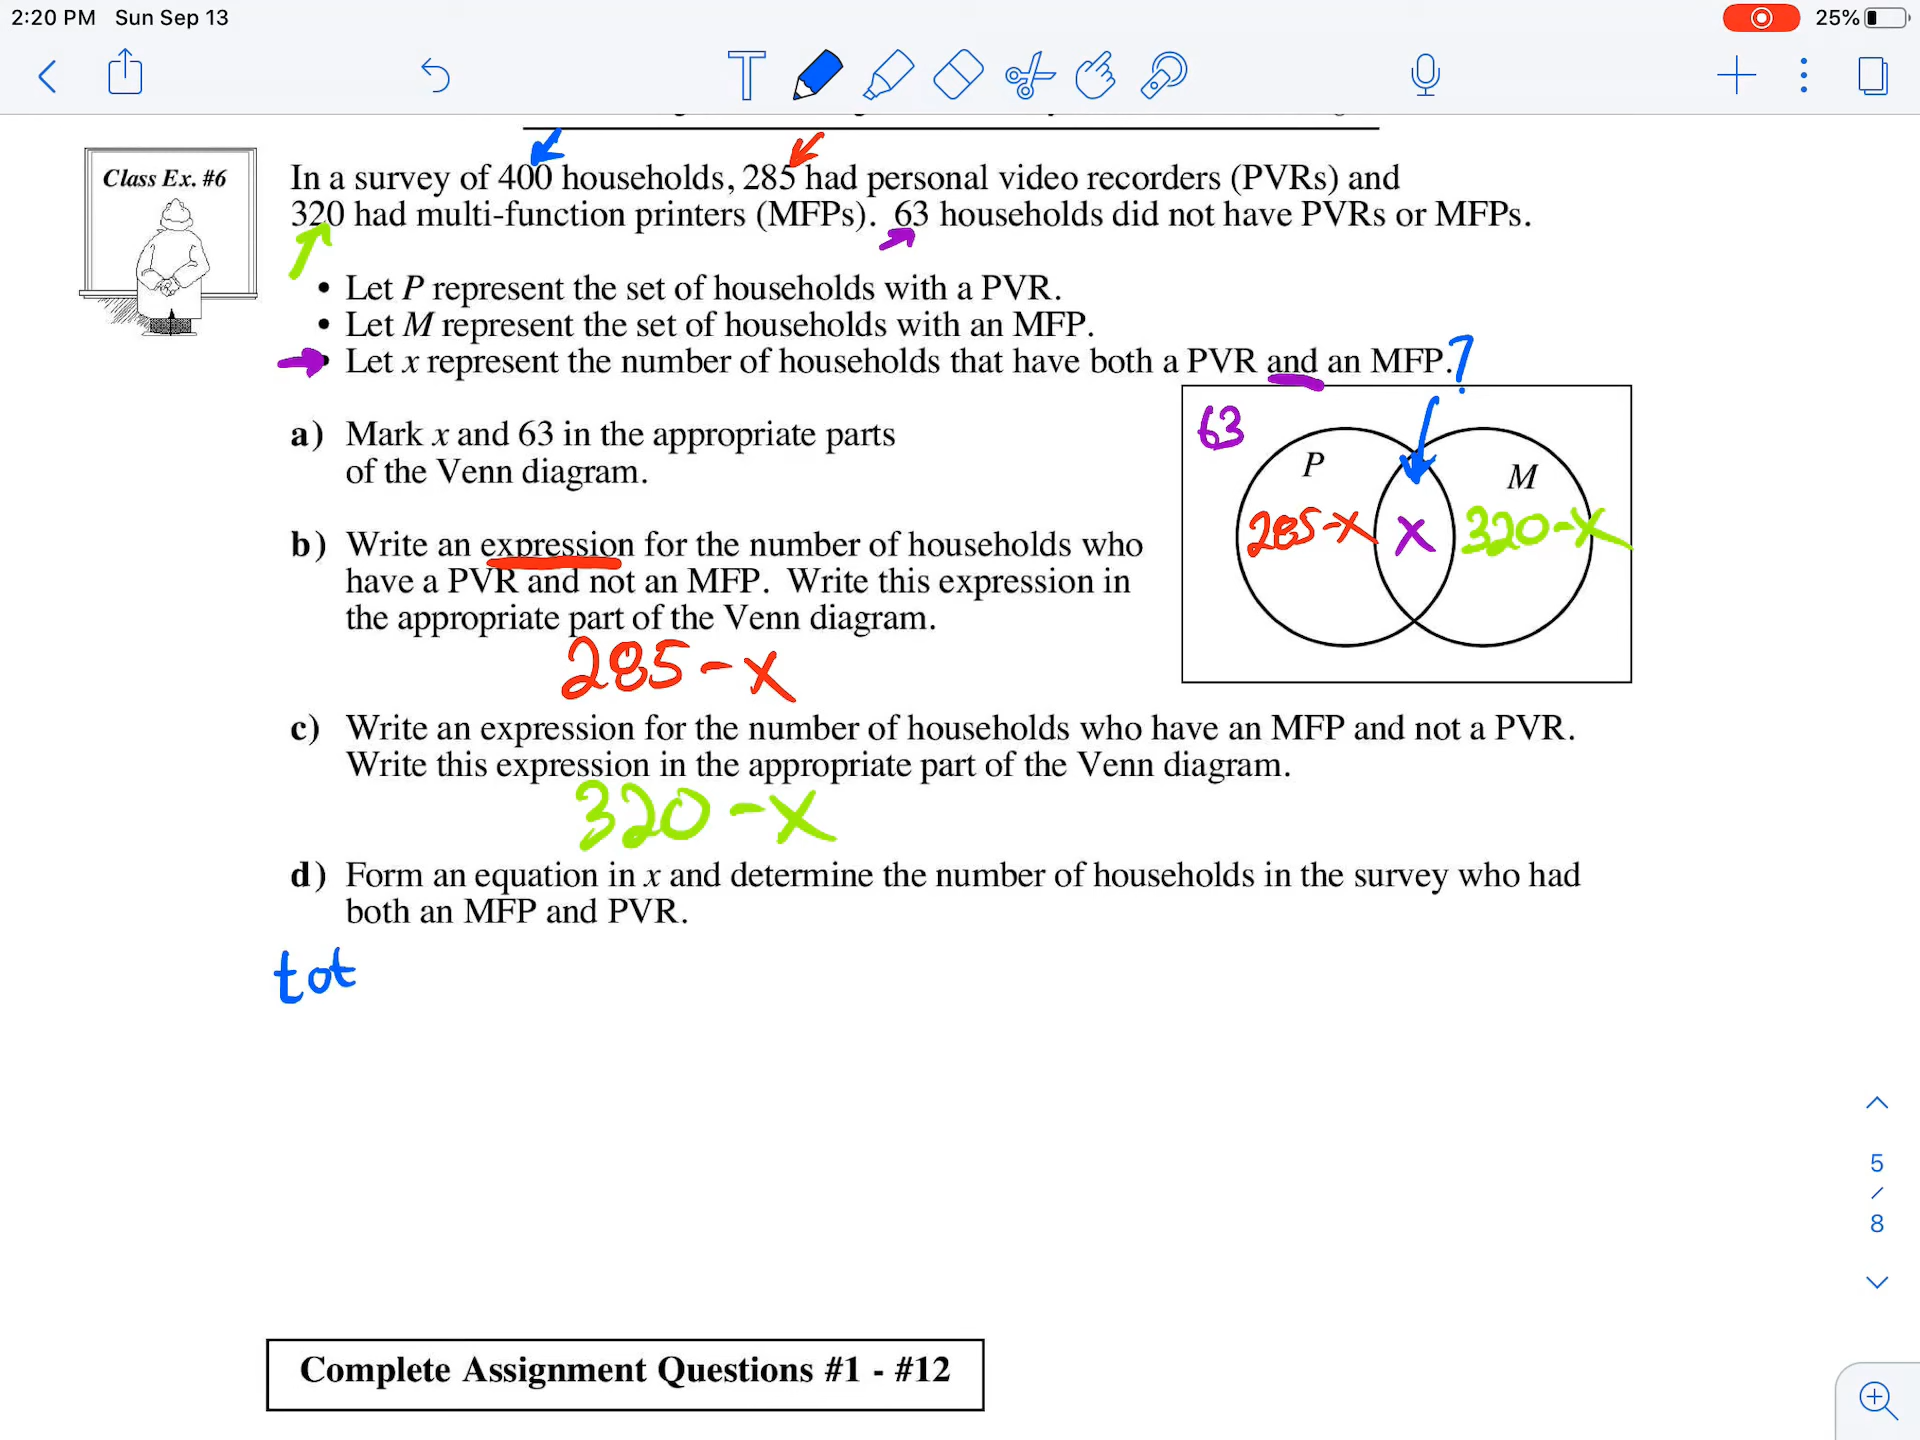 2:20 PM Sun Sep 13
25%
T
Class Ex. #6
In a survey of 400 households, 285 had personal video recorders (PVRs) and
320 had multi-function printers (MFPs). 63 households did not have PVRs or MFPs.
• Let P represent the set of households with a PVR.
• Let M represent the set of households with an MFP.
• Let x represent the number of households that have both a PVR and an MFP.?
a) Mark x and 63 in the appropriate parts
of the Venn diagram.
63
P
M
285-x
x
320-x
b) Write an expression for the number of households who
have a PVR and not an MFP. Write this expression in
the appropriate part of the Venn diagram.
285-x
c) Write an expression for the number of households who have an MFP and not a PVR.
Write this expression in the appropriate part of the Venn diagram.
320-x
d) Form an equation in x and determine the number of households in the survey who had
both an MFP and PVR.
tot
5
/
8
Complete Assignment Questions #1 - #12